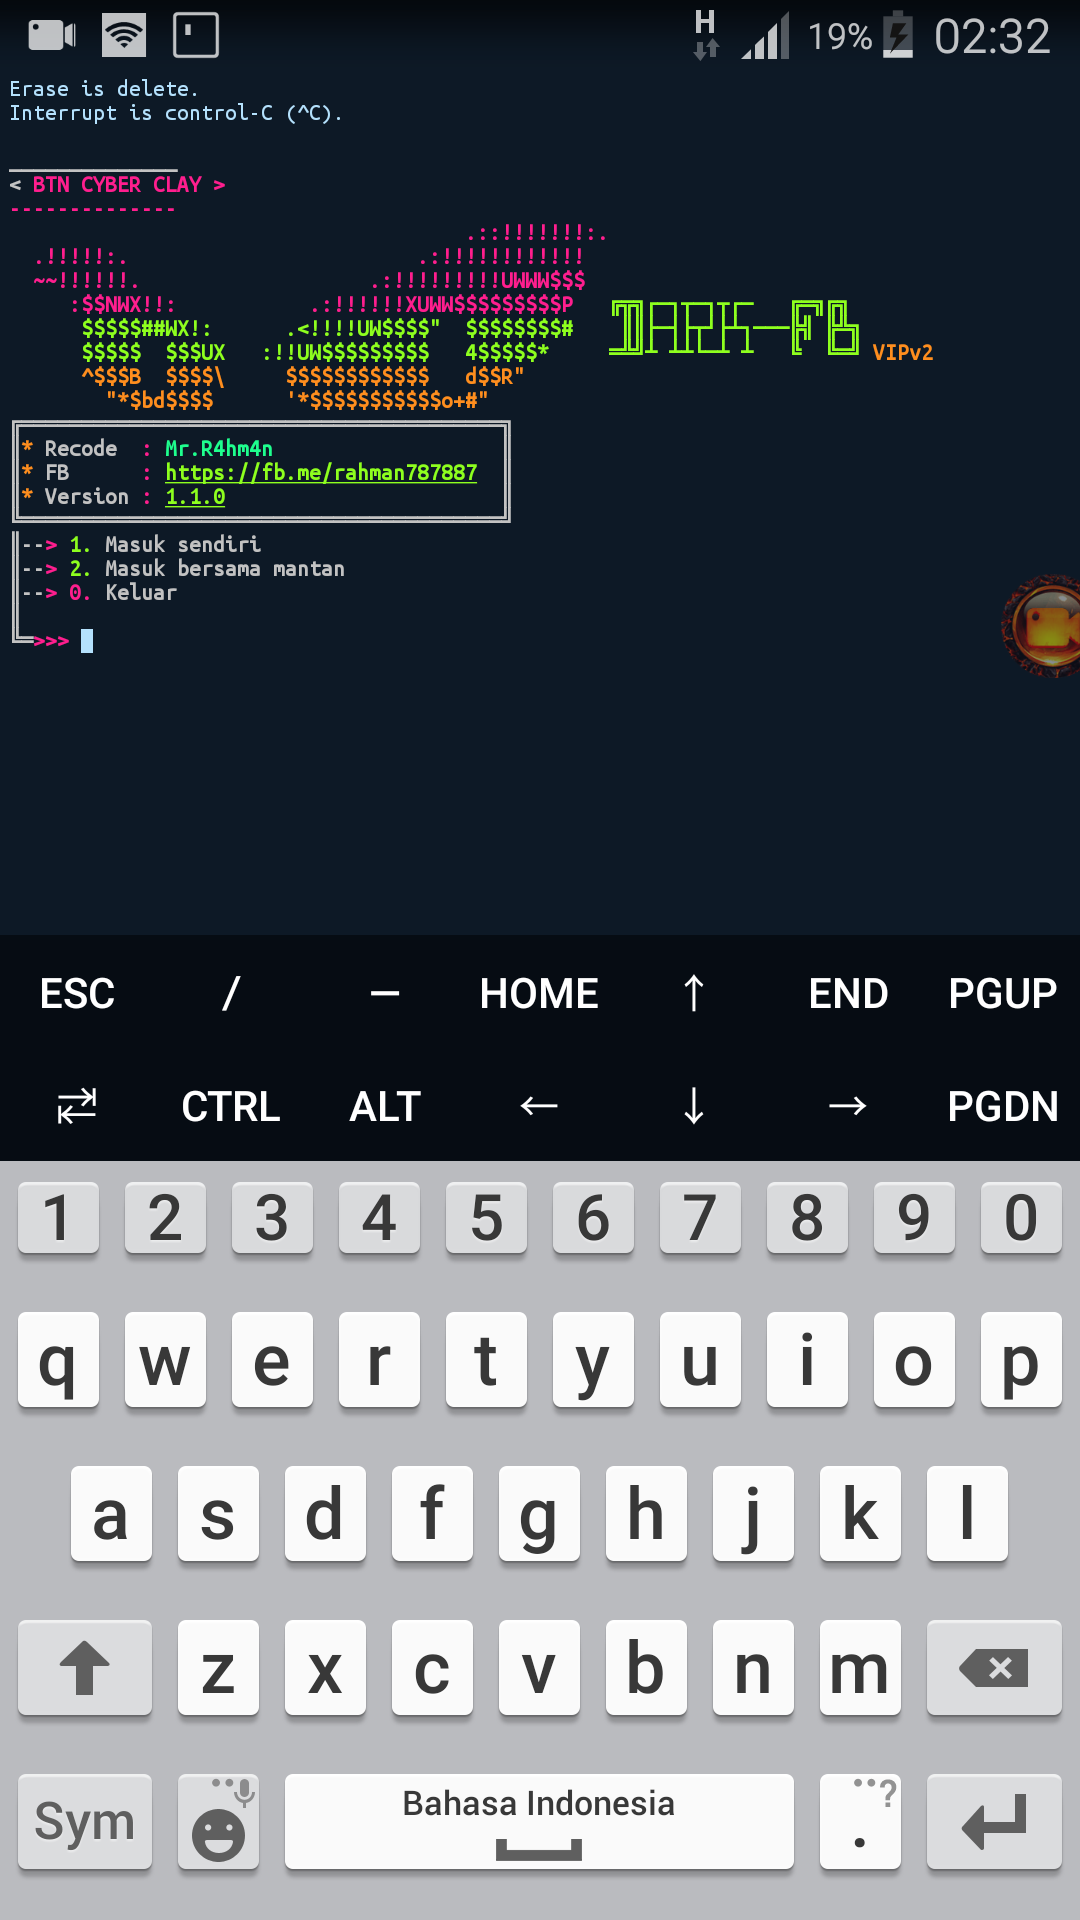 H 19% 02:32
Erase is delete.
Interrupt is control-C (^C).
______________
< BTN CYBER CLAY >
--------------
.::!!!!!!!:.
.!!!!!:. .:!!!!!!!!!!!!
~~!!!!!!. .:!!!!!!!!!UWWW$$$
:$$NWX!!: .:!!!!!!XUWW$$$$$$$$$P
$$$$$##WX!: .<!!!!UW$$$$" $$$$$$$$#
$$$$$ $$$UX :!!UW$$$$$$$$$ 4$$$$$* VIPv2
^$$$B $$$$\ $$$$$$$$$$$$ d$$R"
"*$bd$$$$ '*$$$$$$$$$$$o+#"
* Recode : Mr.R4hm4n
* FB : https://fb.me/rahman787887
* Version : 1.1.0
--> 1. Masuk sendiri
--> 2. Masuk bersama mantan
--> 0. Keluar
>>>
ESC / — HOME ↑ END PGUP
⇄ CTRL ALT ← ↓ → PGDN
1 2 3 4 5 6 7 8 9 0
q w e r t y u i o p
a s d f g h j k l
z x c v b n m
Sym Bahasa Indonesia . ?